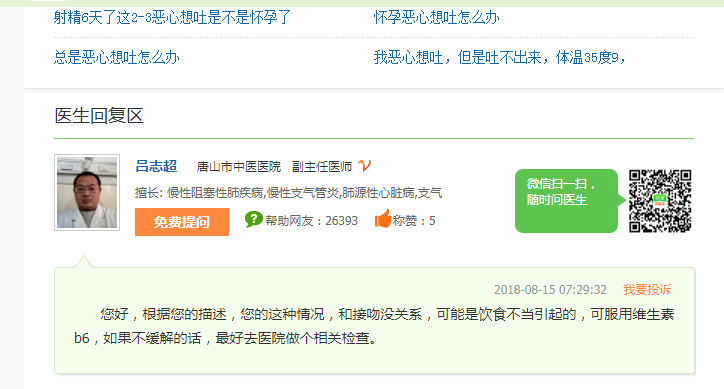 射精6天了这2-3恶心想吐是不是怀孕了 怀孕恶心想吐怎么办
总是恶心想吐怎么办 我恶心想吐，但是吐不出来，体温35度9，
医生回复区
吕志超 唐山市中医医院 副主任医师
擅长: 慢性阻塞性肺疾病,慢性支气管炎,肺源性心脏病,支气
免费提问 帮助网友：26393 称赞：5
微信扫一扫，
随时问医生
2018-08-15 07:29:32 我要投诉
您好，根据您的描述，您的这种情况，和接吻没关系，可能是饮食不当引起的，可服用维生素
b6，如果不缓解的话，最好去医院做个相关检查。